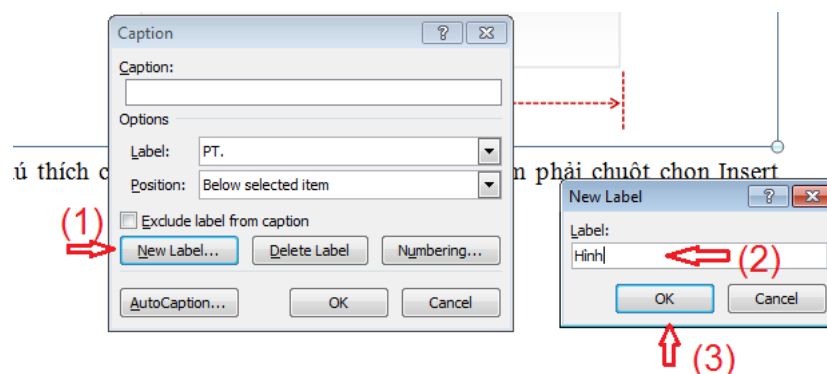 Caption
Caption:
Options
Label: PT.
Position: Below selected item
Exclude label from caption
(1)
New Label... Delete Label Numbering...
AutoCaption... OK Cancel
ú thích c
m phải chuột chọn Insert
New Label
Label:
Hình
(2)
OK Cancel
(3)